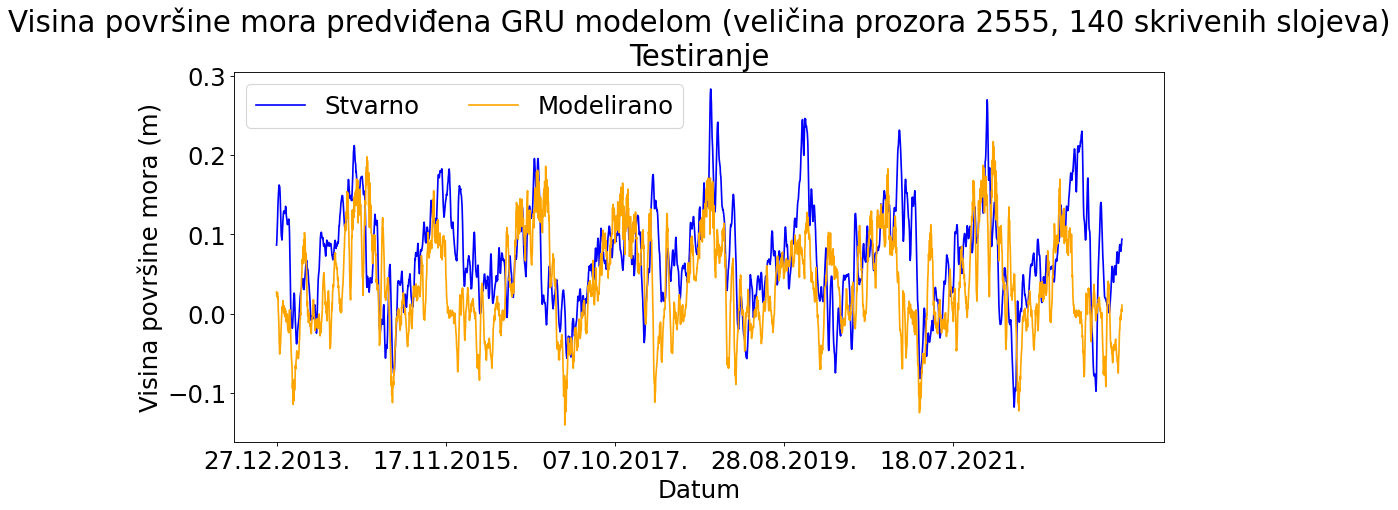 Visina površine mora predviđena GRU modelom (veličina prozora 2555, 140 skrivenih slojeva)
Testiranje
Stvarno
Modelirano
Visina površine mora (m)
0.3
0.2
0.1
0.0
−0.1
27.12.2013.
17.11.2015.
07.10.2017.
28.08.2019.
18.07.2021.
Datum